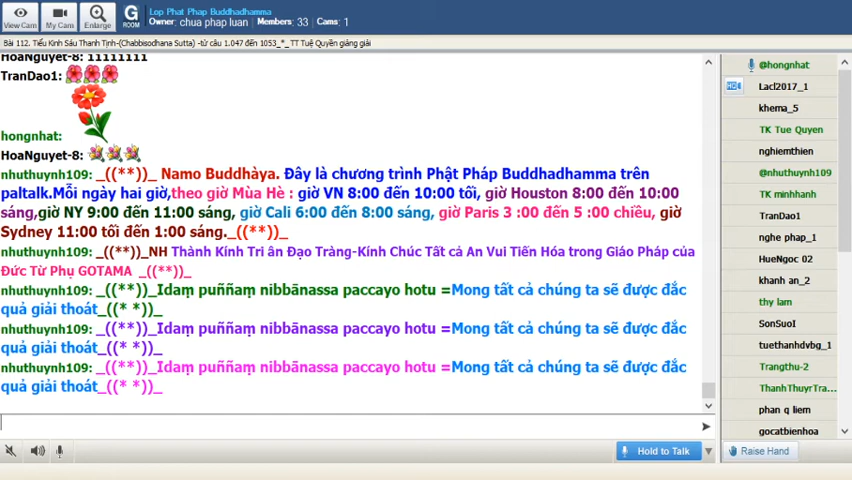 View Cam
My Cam
Enlarge
G
ROOM
Lop Phat Phap Buddhadhamma
Owner: chua phap luan Members: 33 Cams: 1
Bài 112. Tiểu Kinh Sáu Thanh Tịnh-(Chabbisodhana Sutta) -từ câu 1.047 đến 1053_*_ TT Tuệ Quyền giảng giải
HoaNguyet-8: 11111111
TranDao1:
hongnhat:
HoaNguyet-8:
nhuthuynh109: _((**))_ Namo Buddhàya. Đây là chương trình Phật Pháp Buddhadhamma trên
paltalk.Mỗi ngày hai giờ,theo giờ Mùa Hè : giờ VN 8:00 đến 10:00 tối, giờ Houston 8:00 đến 10:00
sáng,giờ NY 9:00 đến 11:00 sáng, giờ Cali 6:00 đến 8:00 sáng, giờ Paris 3 :00 đến 5 :00 chiều, giờ
Sydney 11:00 tối đến 1:00 sáng._((**))_
nhuthuynh109: _((**))_NH Thành Kính Tri ân Đạo Tràng-Kính Chúc Tất cả An Vui Tiến Hóa trong Giáo Pháp của
Đức Từ Phụ GOTAMA _((**))_
nhuthuynh109: _((**))_Idaṃ puññaṃ nibbānassa paccayo hotu =Mong tất cả chúng ta sẽ được đắc
quả giải thoát_((* *))_
nhuthuynh109: _((**))_Idaṃ puññaṃ nibbānassa paccayo hotu =Mong tất cả chúng ta sẽ được đắc
quả giải thoát_((* *))_
nhuthuynh109: _((**))_Idaṃ puññaṃ nibbānassa paccayo hotu =Mong tất cả chúng ta sẽ được đắc
quả giải thoát_((* *))_
Hold to Talk
@hongnhat
Lacl2017_1
khema_5
TK Tue Quyen
nghiemthien
@nhuthuynh109
TK minhhanh
TranDao1
nghe phap_1
HueNgoc 02
khanh an_2
thy lam
SonSuoI
tuethanhdvbg_1
Trangthu-2
ThanhThuyrTra...
phan q liem
gocatbienhoa
Raise Hand